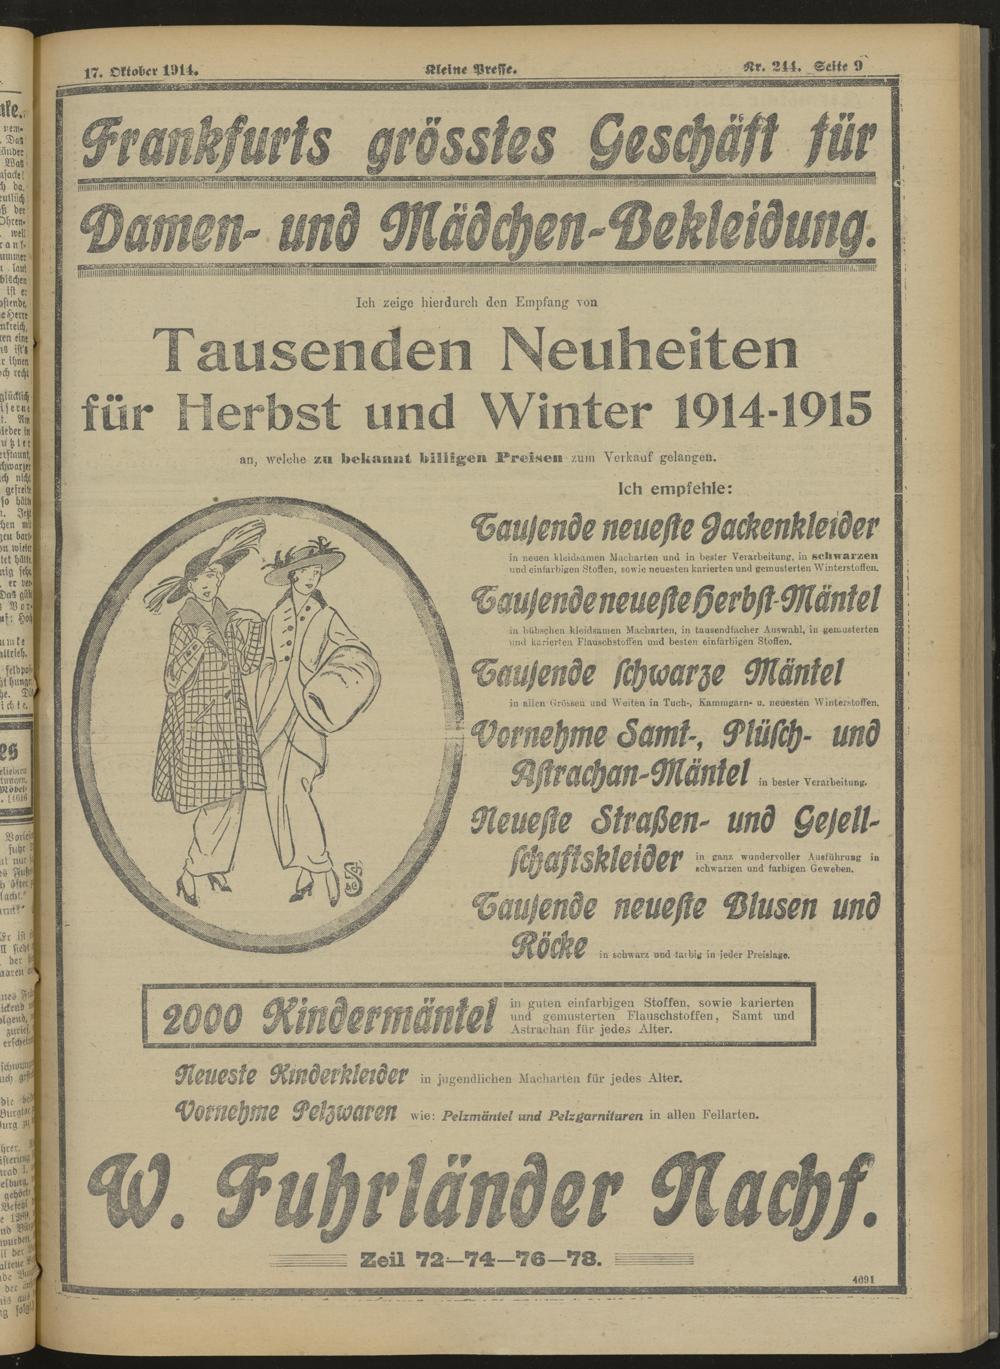 17. Oktober 1914.
Kleine Presse.
Nr. 244. Seite 9
Frankfurts grösstes Geschäft für
Damen- und Mädchen-Bekleidung.
Ich zeige hierdurch den Empfang von
Tausenden Neuheiten
für Herbst und Winter 1914-1915
an, welche zu bekannt billigen Preisen zum Verkauf gelangen.
Ich empfehle:
Tausende neueste Jackenkleider
in neuen kleidsamen Macharten und in bester Verarbeitung, in schwarzen
und einfarbigen Stoffen, sowie neuesten karierten und gemusterten Winterstoffen.
Tausende neueste Herbst-Mäntel
in hübschen kleidsamen Macharten, in tausendfacher Auswahl, in gemusterten
und karierten Flauschstoffen und besten einfarbigen Stoffen.
Tausende schwarze Mäntel
in allen Grössen und Weiten in Tuch-, Kammgarn- u. neuesten Winterstoffen.
Vornehme Samt-, Plüsch- und
Astrachan-Mäntel in bester Verarbeitung.
Neueste Straßen- und Gesell-
schaftskleider in ganz wundervoller Ausführung in
schwarzen und farbigen Geweben.
Tausende neueste Blusen und
Röcke in schwarz und farbig in jeder Preislage.
2000 Kindermäntel
in guten einfarbigen Stoffen, sowie karierten
und gemusterten Flauschstoffen, Samt und
Astrachan für jedes Alter.
Neueste Kinderkleider in jugendlichen Macharten für jedes Alter.
Vornehme Pelzwaren wie: Pelzmäntel und Pelzgarnituren in allen Fellarten.
W. Fuhrländer Nachf.
Zeil 72—74—76—78.
4691